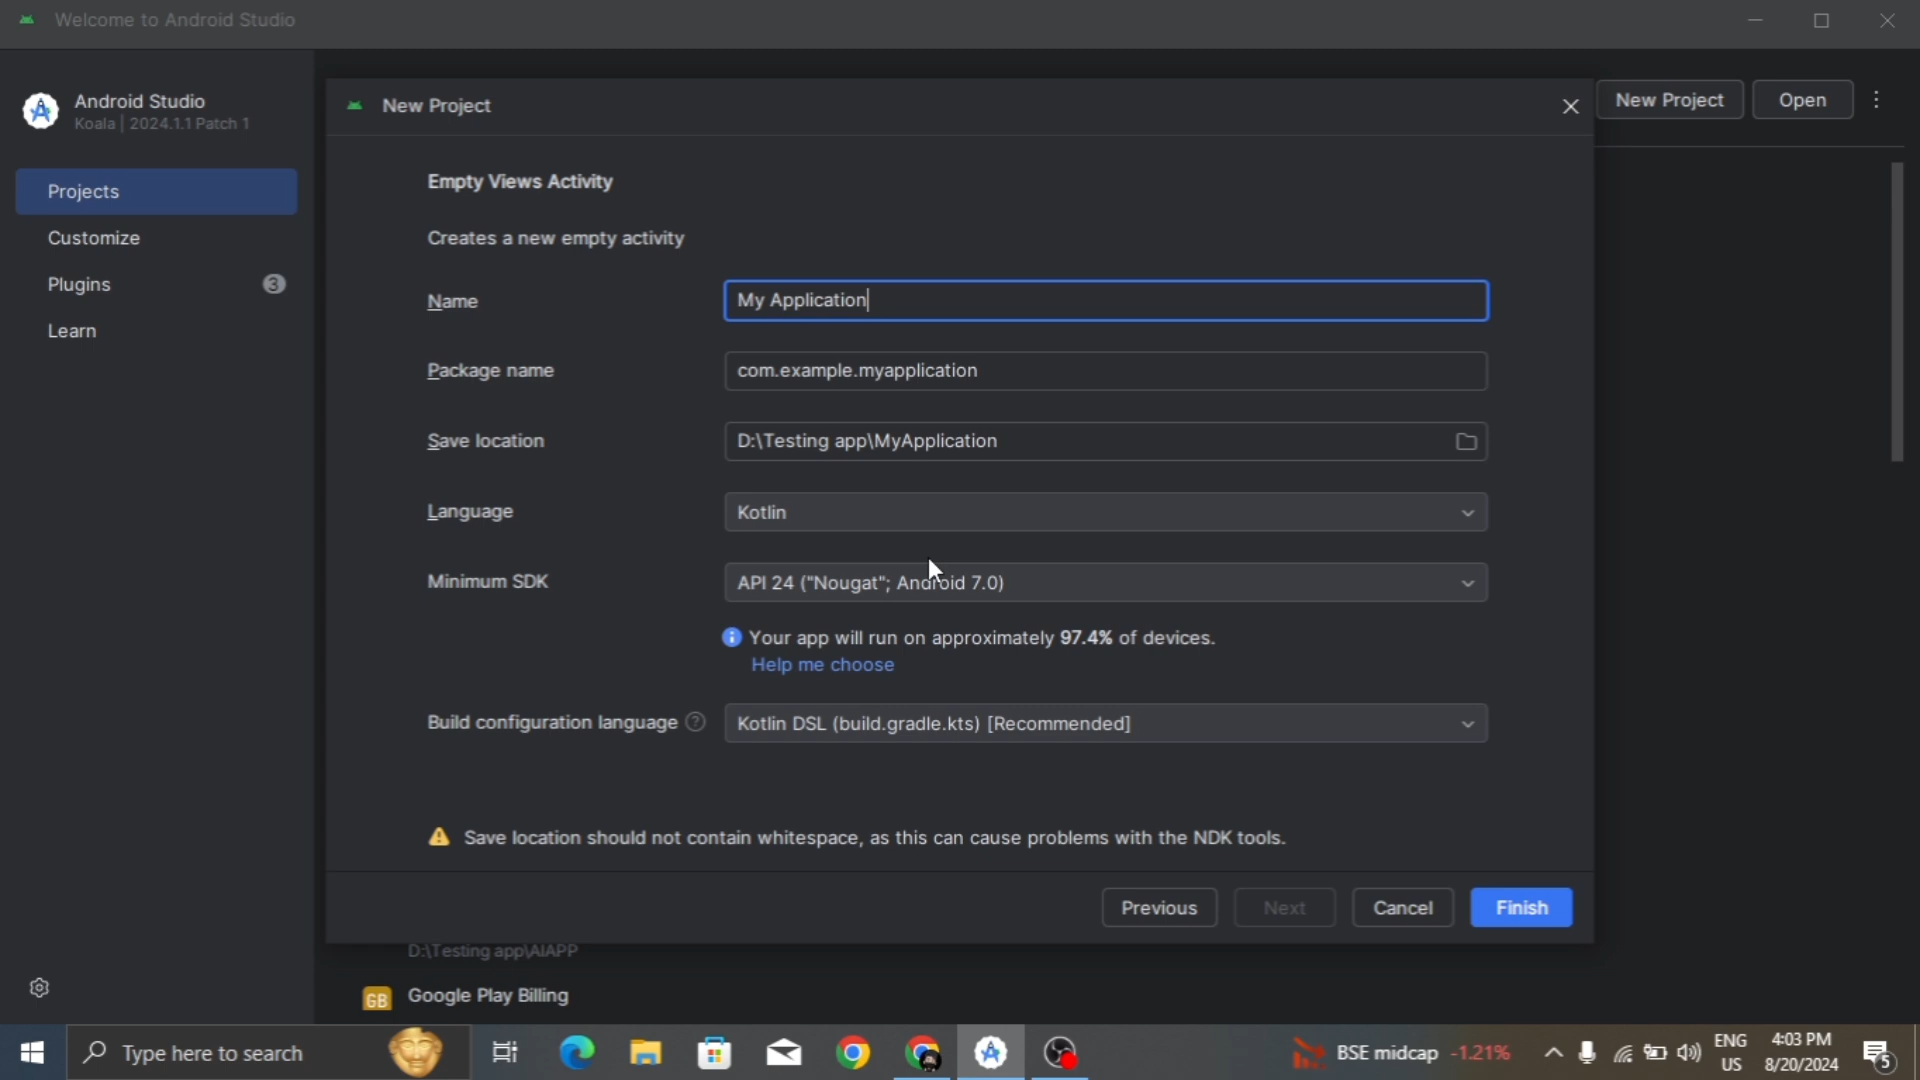 Welcome to Android Studio
Android Studio
Koala | 2024.1.1 Patch 1
New Project
New Project
Open
Projects
Customize
Plugins 3
Learn
Empty Views Activity
Creates a new empty activity
Name My Application
Package name com.example.myapplication
Save location D:\Testing app\MyApplication
Language Kotlin
Minimum SDK API 24 ("Nougat"; Android 7.0)
Your app will run on approximately 97.4% of devices.
Help me choose
Build configuration language ? Kotlin DSL (build.gradle.kts) [Recommended]
Save location should not contain whitespace, as this can cause problems with the NDK tools.
Previous Next Cancel Finish
D:\Testing app\AIAPP
GB Google Play Billing
Type here to search
BSE midcap -1.21%
ENG
US
4:03 PM
8/20/2024
5